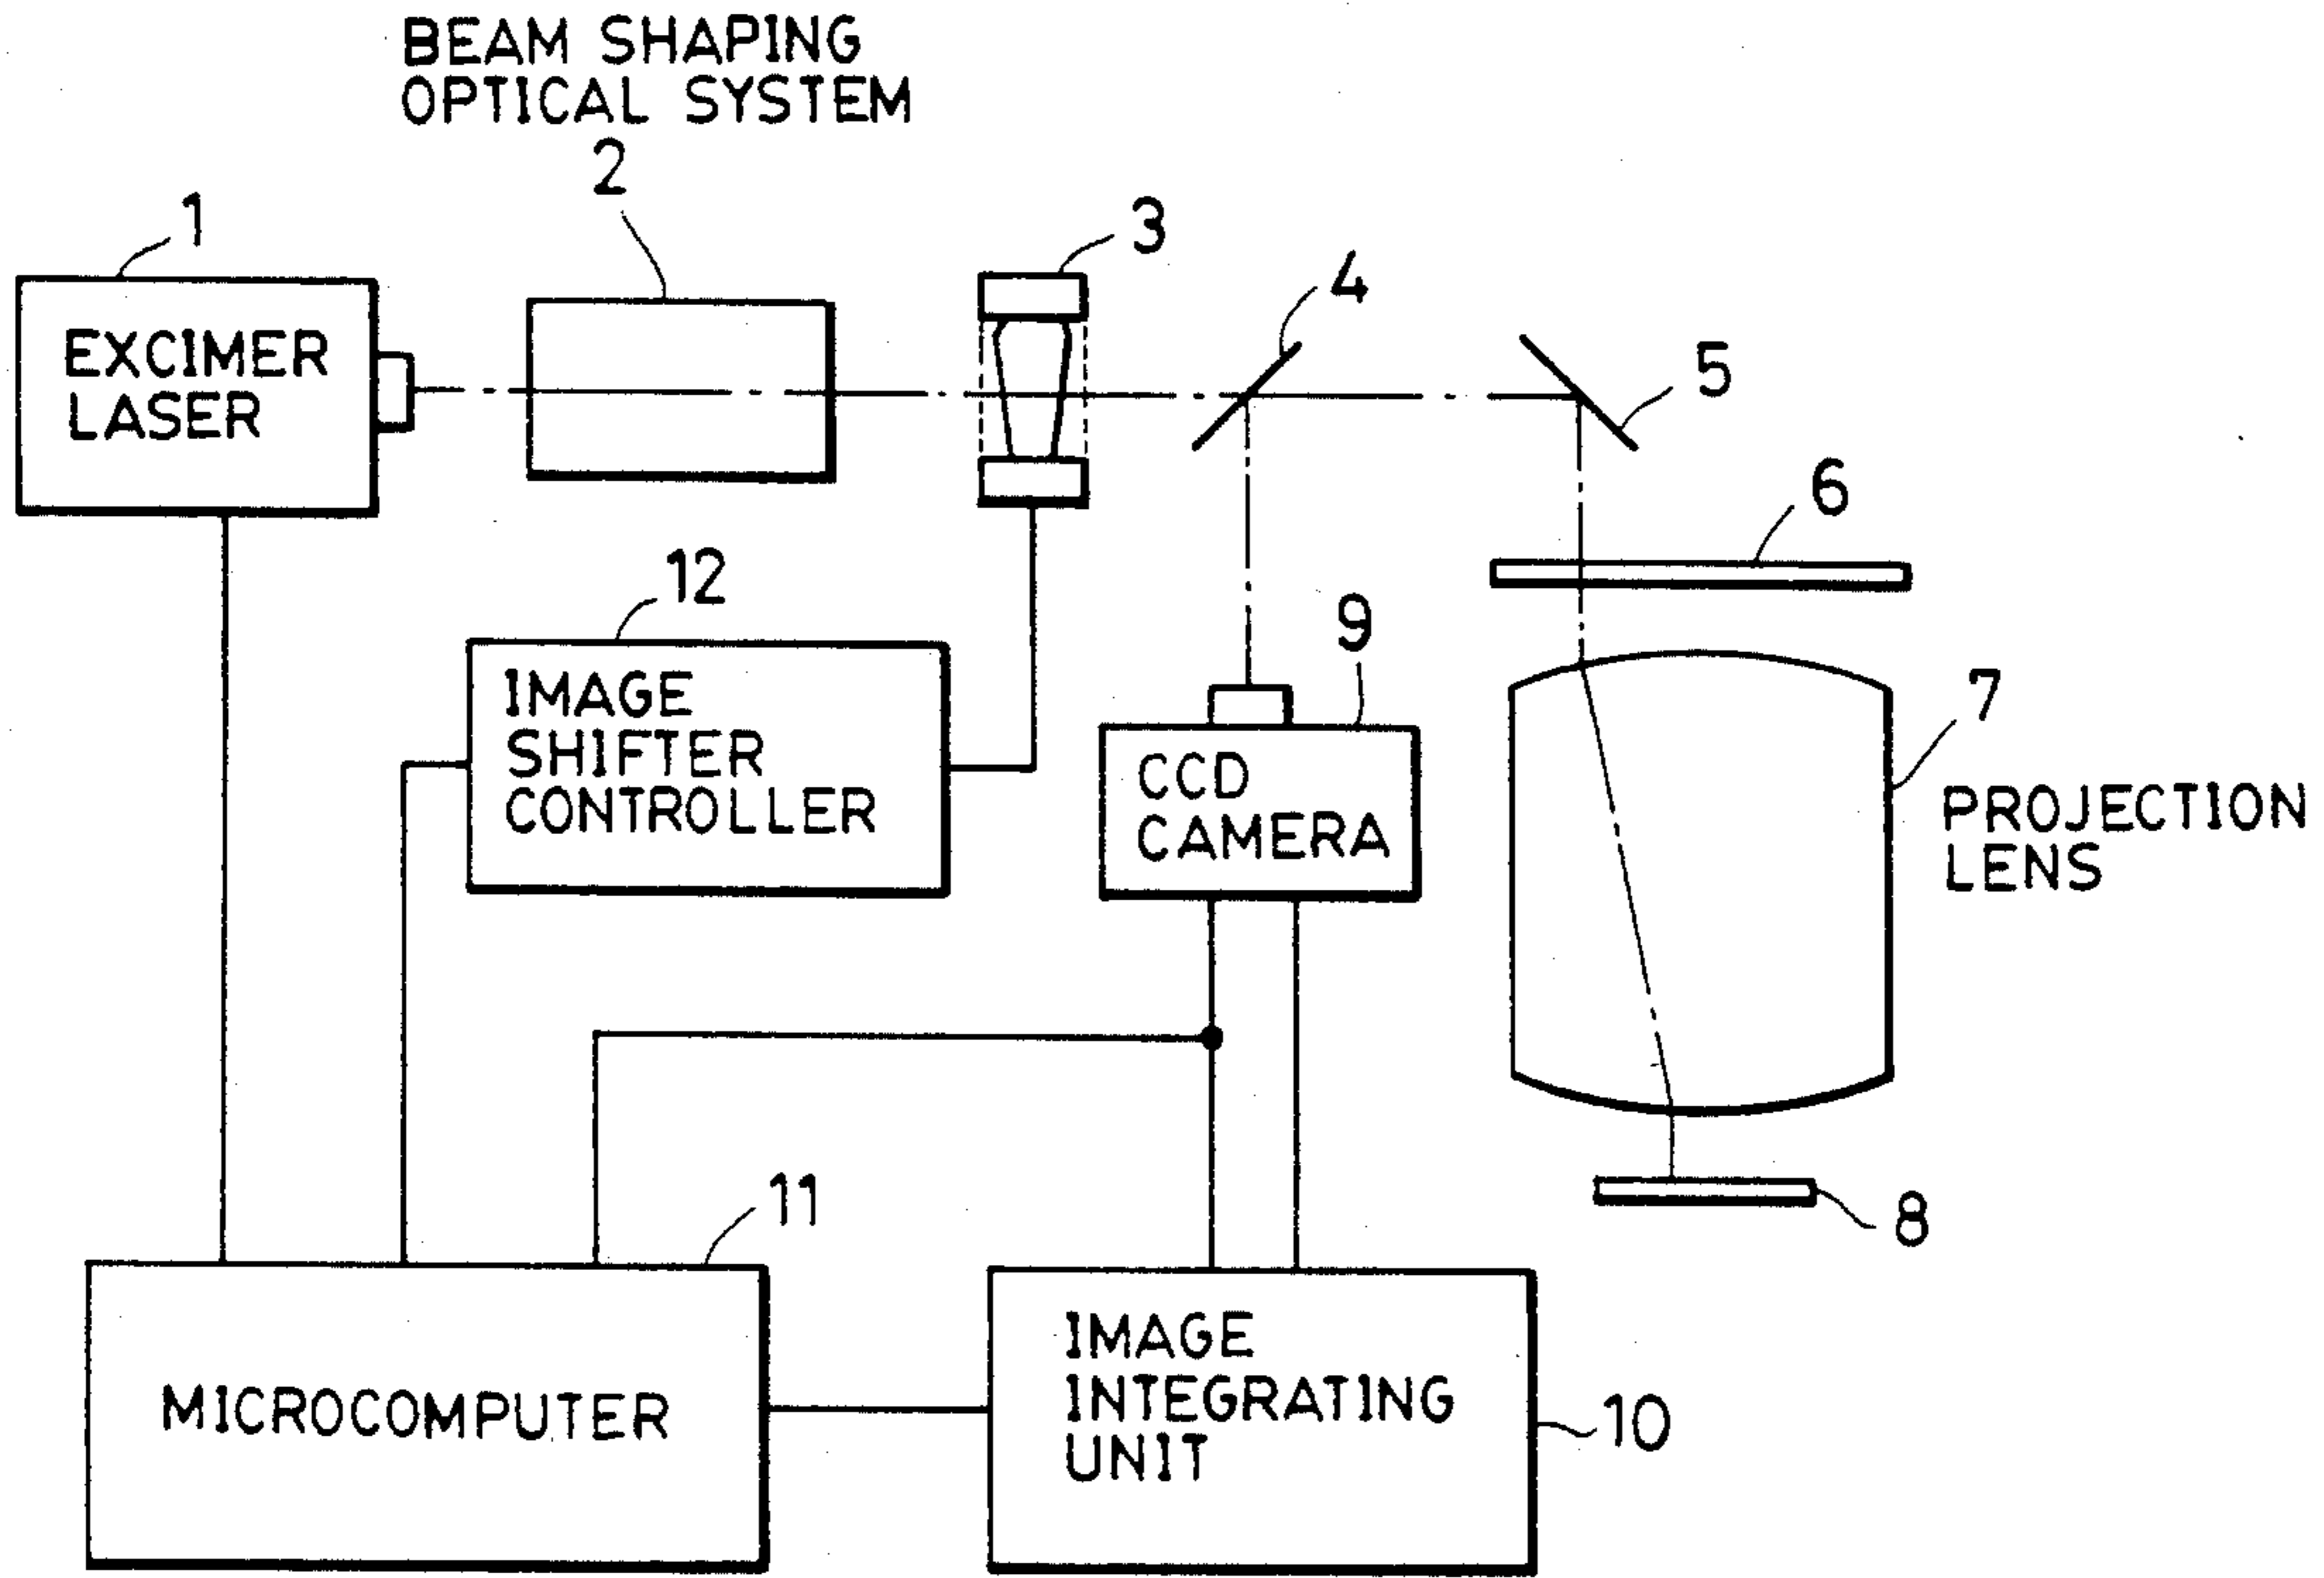 BEAM SHAPING
OPTICAL SYSTEM
2
1
3
4
5
EXCIMER
LASER
6
12
9
IMAGE
SHIFTER
CONTROLLER
7
CCD
CAMERA
PROJECTION
LENS
11
8
MICROCOMPUTER
IMAGE
INTEGRATING
UNIT
10